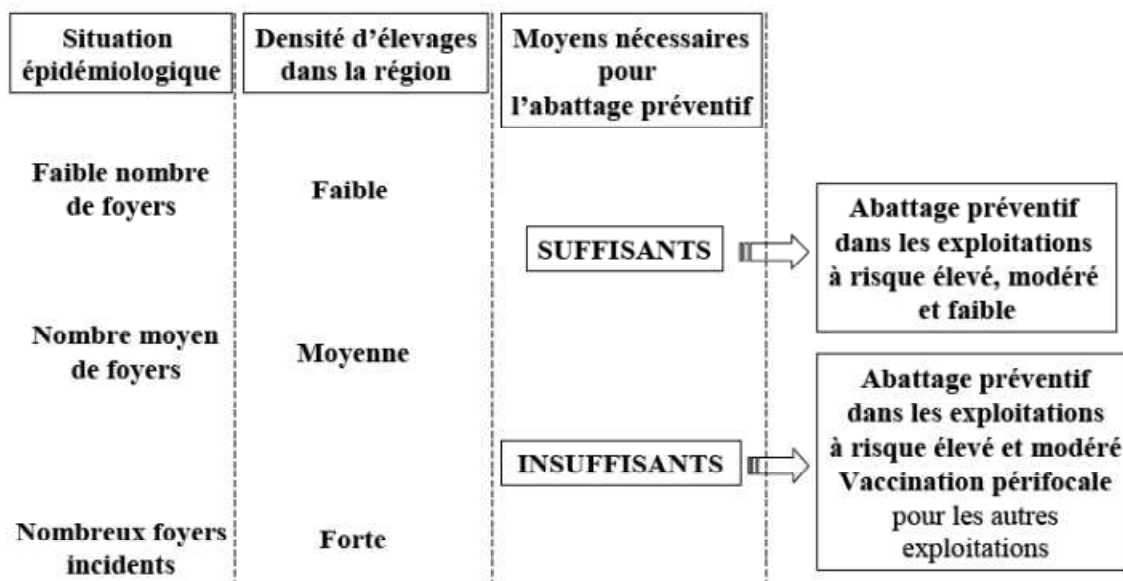 Situation
épidémiologique
Densité d'élevages
dans la région
Moyens nécessaires
pour
l'abattage préventif
Faible nombre
de foyers
Faible
SUFFISANTS
Abattage préventif
dans les exploitations
à risque élevé, modéré
et faible
Nombre moyen
de foyers
Moyenne
INSUFFISANTS
Abattage préventif
dans les exploitations
à risque élevé et modéré
Vaccination périfocale
pour les autres
exploitations
Nombreux foyers
incidents
Forte